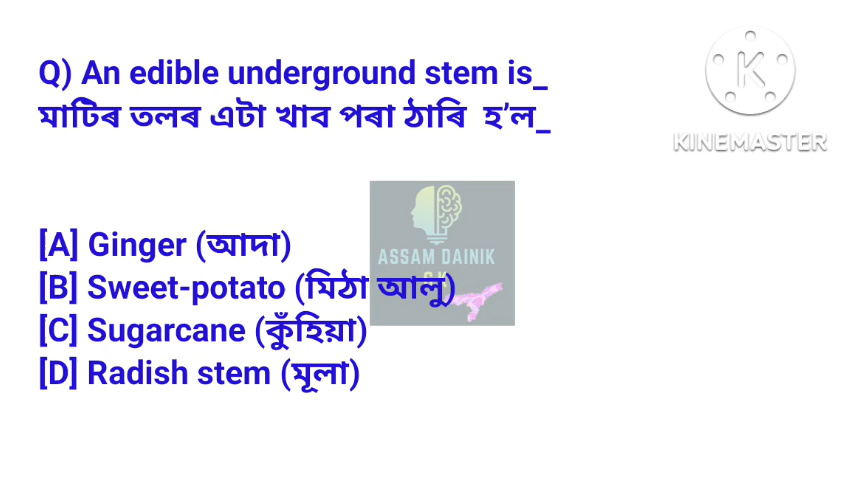 Q) An edible underground stem is_
মাটিৰ তলৰ এটা খাব পৰা ঠাৰি হ’ল_
KINEMASTER
[A] Ginger (আদা)
ASSAM DAINIK
G.K
[B] Sweet-potato (মিঠা আলু)
[C] Sugarcane (কুঁহিয়া)
[D] Radish stem (মূলা)